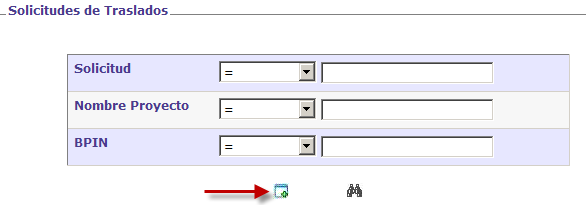 Solicitudes de Traslados
Solicitud =
Nombre Proyecto =
BPIN =